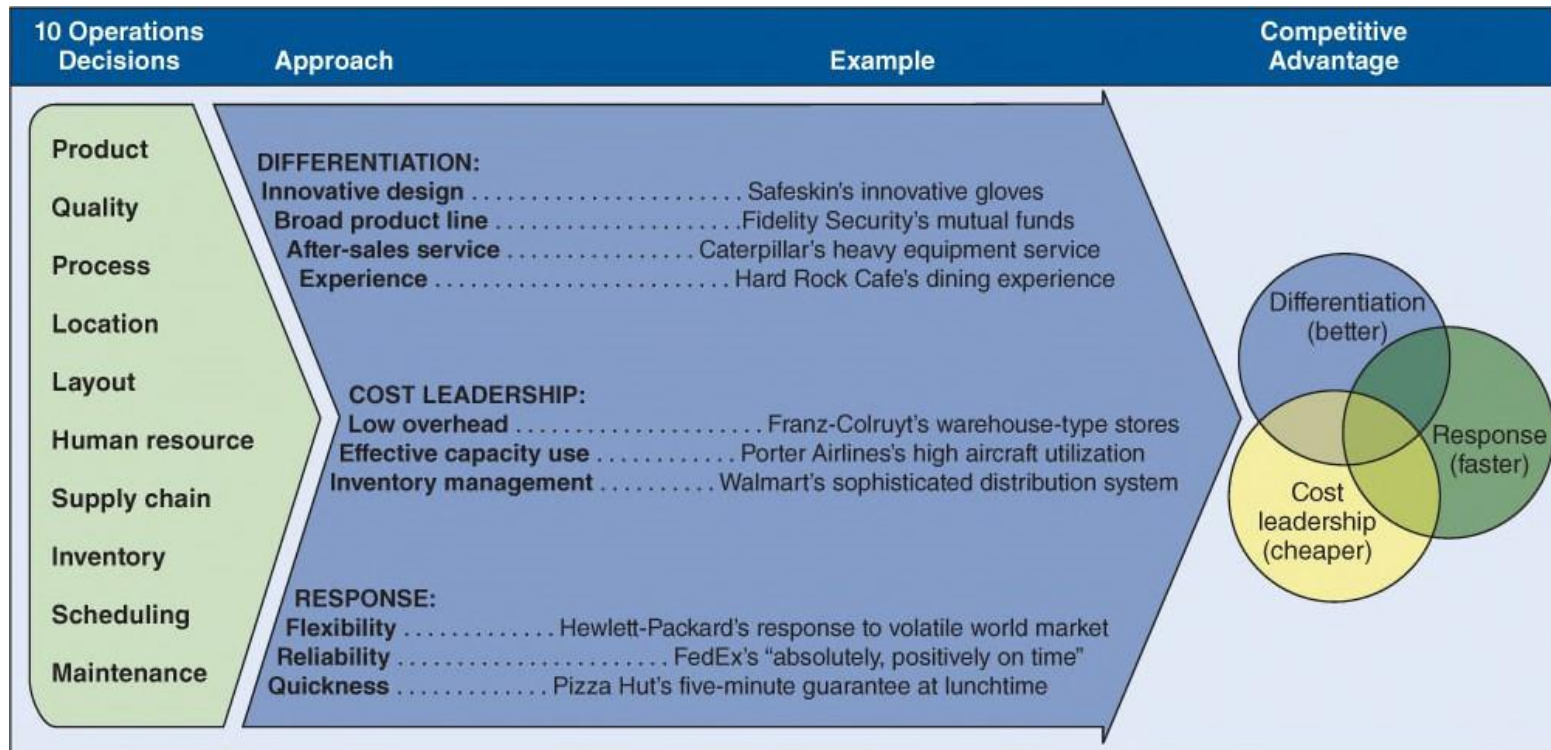 10 Operations
Decisions
Approach
Example
Competitive
Advantage
Product
Quality
Process
Location
Layout
Human resource
Supply chain
Inventory
Scheduling
Maintenance
DIFFERENTIATION:
Innovative design . . . . . . . . . . . . . . . . . . . . . . . Safeskin's innovative gloves
Broad product line . . . . . . . . . . . . . . . . . . . . . Fidelity Security's mutual funds
After-sales service . . . . . . . . . . . . . . . . Caterpillar's heavy equipment service
Experience . . . . . . . . . . . . . . . . . . . . . . . . . Hard Rock Cafe's dining experience
COST LEADERSHIP:
Low overhead . . . . . . . . . . . . . . . . . . . . . Franz-Colruyt's warehouse-type stores
Effective capacity use . . . . . . . . . . . . Porter Airlines's high aircraft utilization
Inventory management . . . . . . . . . . Walmart's sophisticated distribution system
RESPONSE:
Flexibility . . . . . . . . . . . . . Hewlett-Packard's response to volatile world market
Reliability . . . . . . . . . . . . . . . . . . . . . . . FedEx's “absolutely, positively on time”
Quickness . . . . . . . . . . . . . Pizza Hut's five-minute guarantee at lunchtime
Differentiation
(better)
Response
(faster)
Cost
leadership
(cheaper)